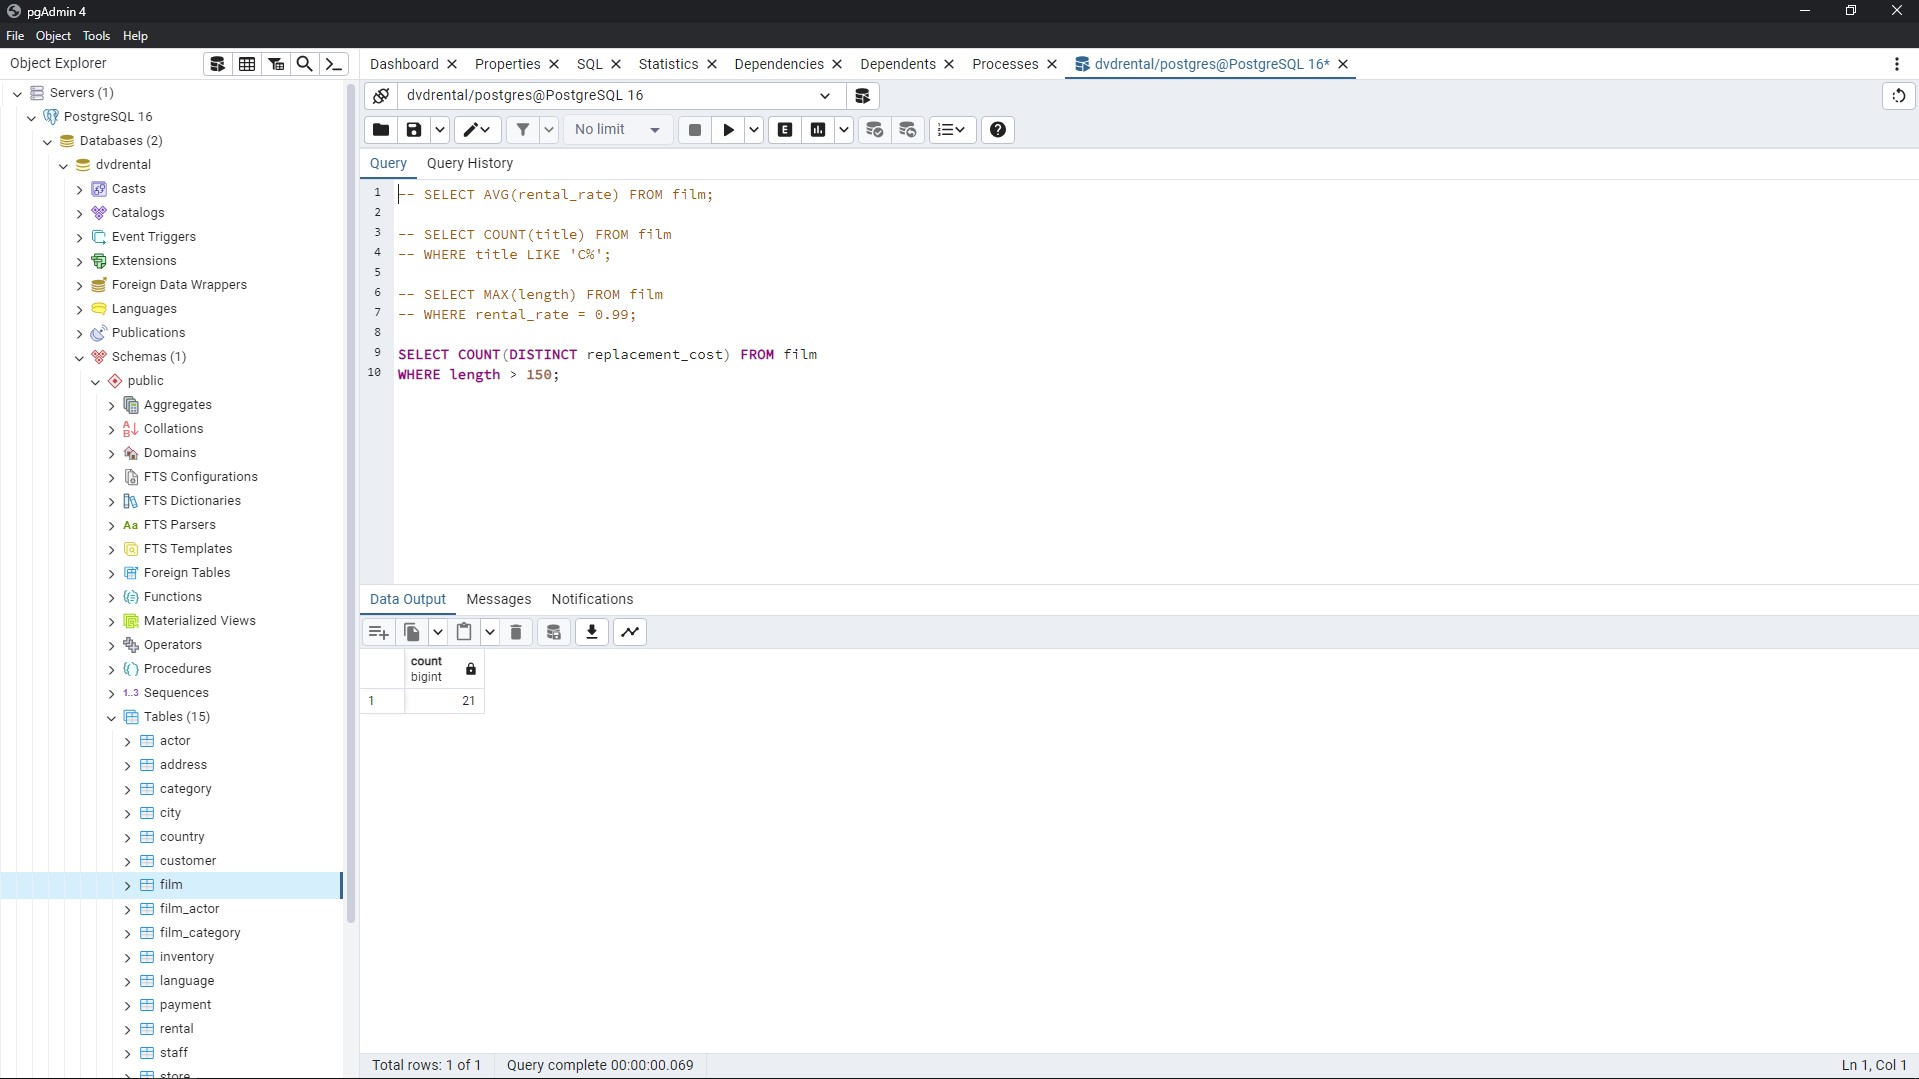 pgAdmin 4
File Object Tools Help
Object Explorer
Dashboard Properties SQL Statistics Dependencies Dependents Processes dvdrental/postgres@PostgreSQL 16*
Servers (1)
PostgreSQL 16
Databases (2)
dvdrental
Casts
Catalogs
Event Triggers
Extensions
Foreign Data Wrappers
Languages
Publications
Schemas (1)
public
Aggregates
Collations
Domains
FTS Configurations
FTS Dictionaries
Aa FTS Parsers
FTS Templates
Foreign Tables
Functions
Materialized Views
Operators
Procedures
1..3 Sequences
Tables (15)
actor
address
category
city
country
customer
film
film_actor
film_category
inventory
language
payment
rental
staff
store
dvdrental/postgres@PostgreSQL 16
No limit E
Query Query History
1 -- SELECT AVG(rental_rate) FROM film;
2
3 -- SELECT COUNT(title) FROM film
4 -- WHERE title LIKE 'C%';
5
6 -- SELECT MAX(length) FROM film
7 -- WHERE rental_rate = 0.99;
8
9 SELECT COUNT(DISTINCT replacement_cost) FROM film
10 WHERE length > 150;
Data Output Messages Notifications
count
bigint
1 21
Total rows: 1 of 1 Query complete 00:00:00.069 Ln 1, Col 1